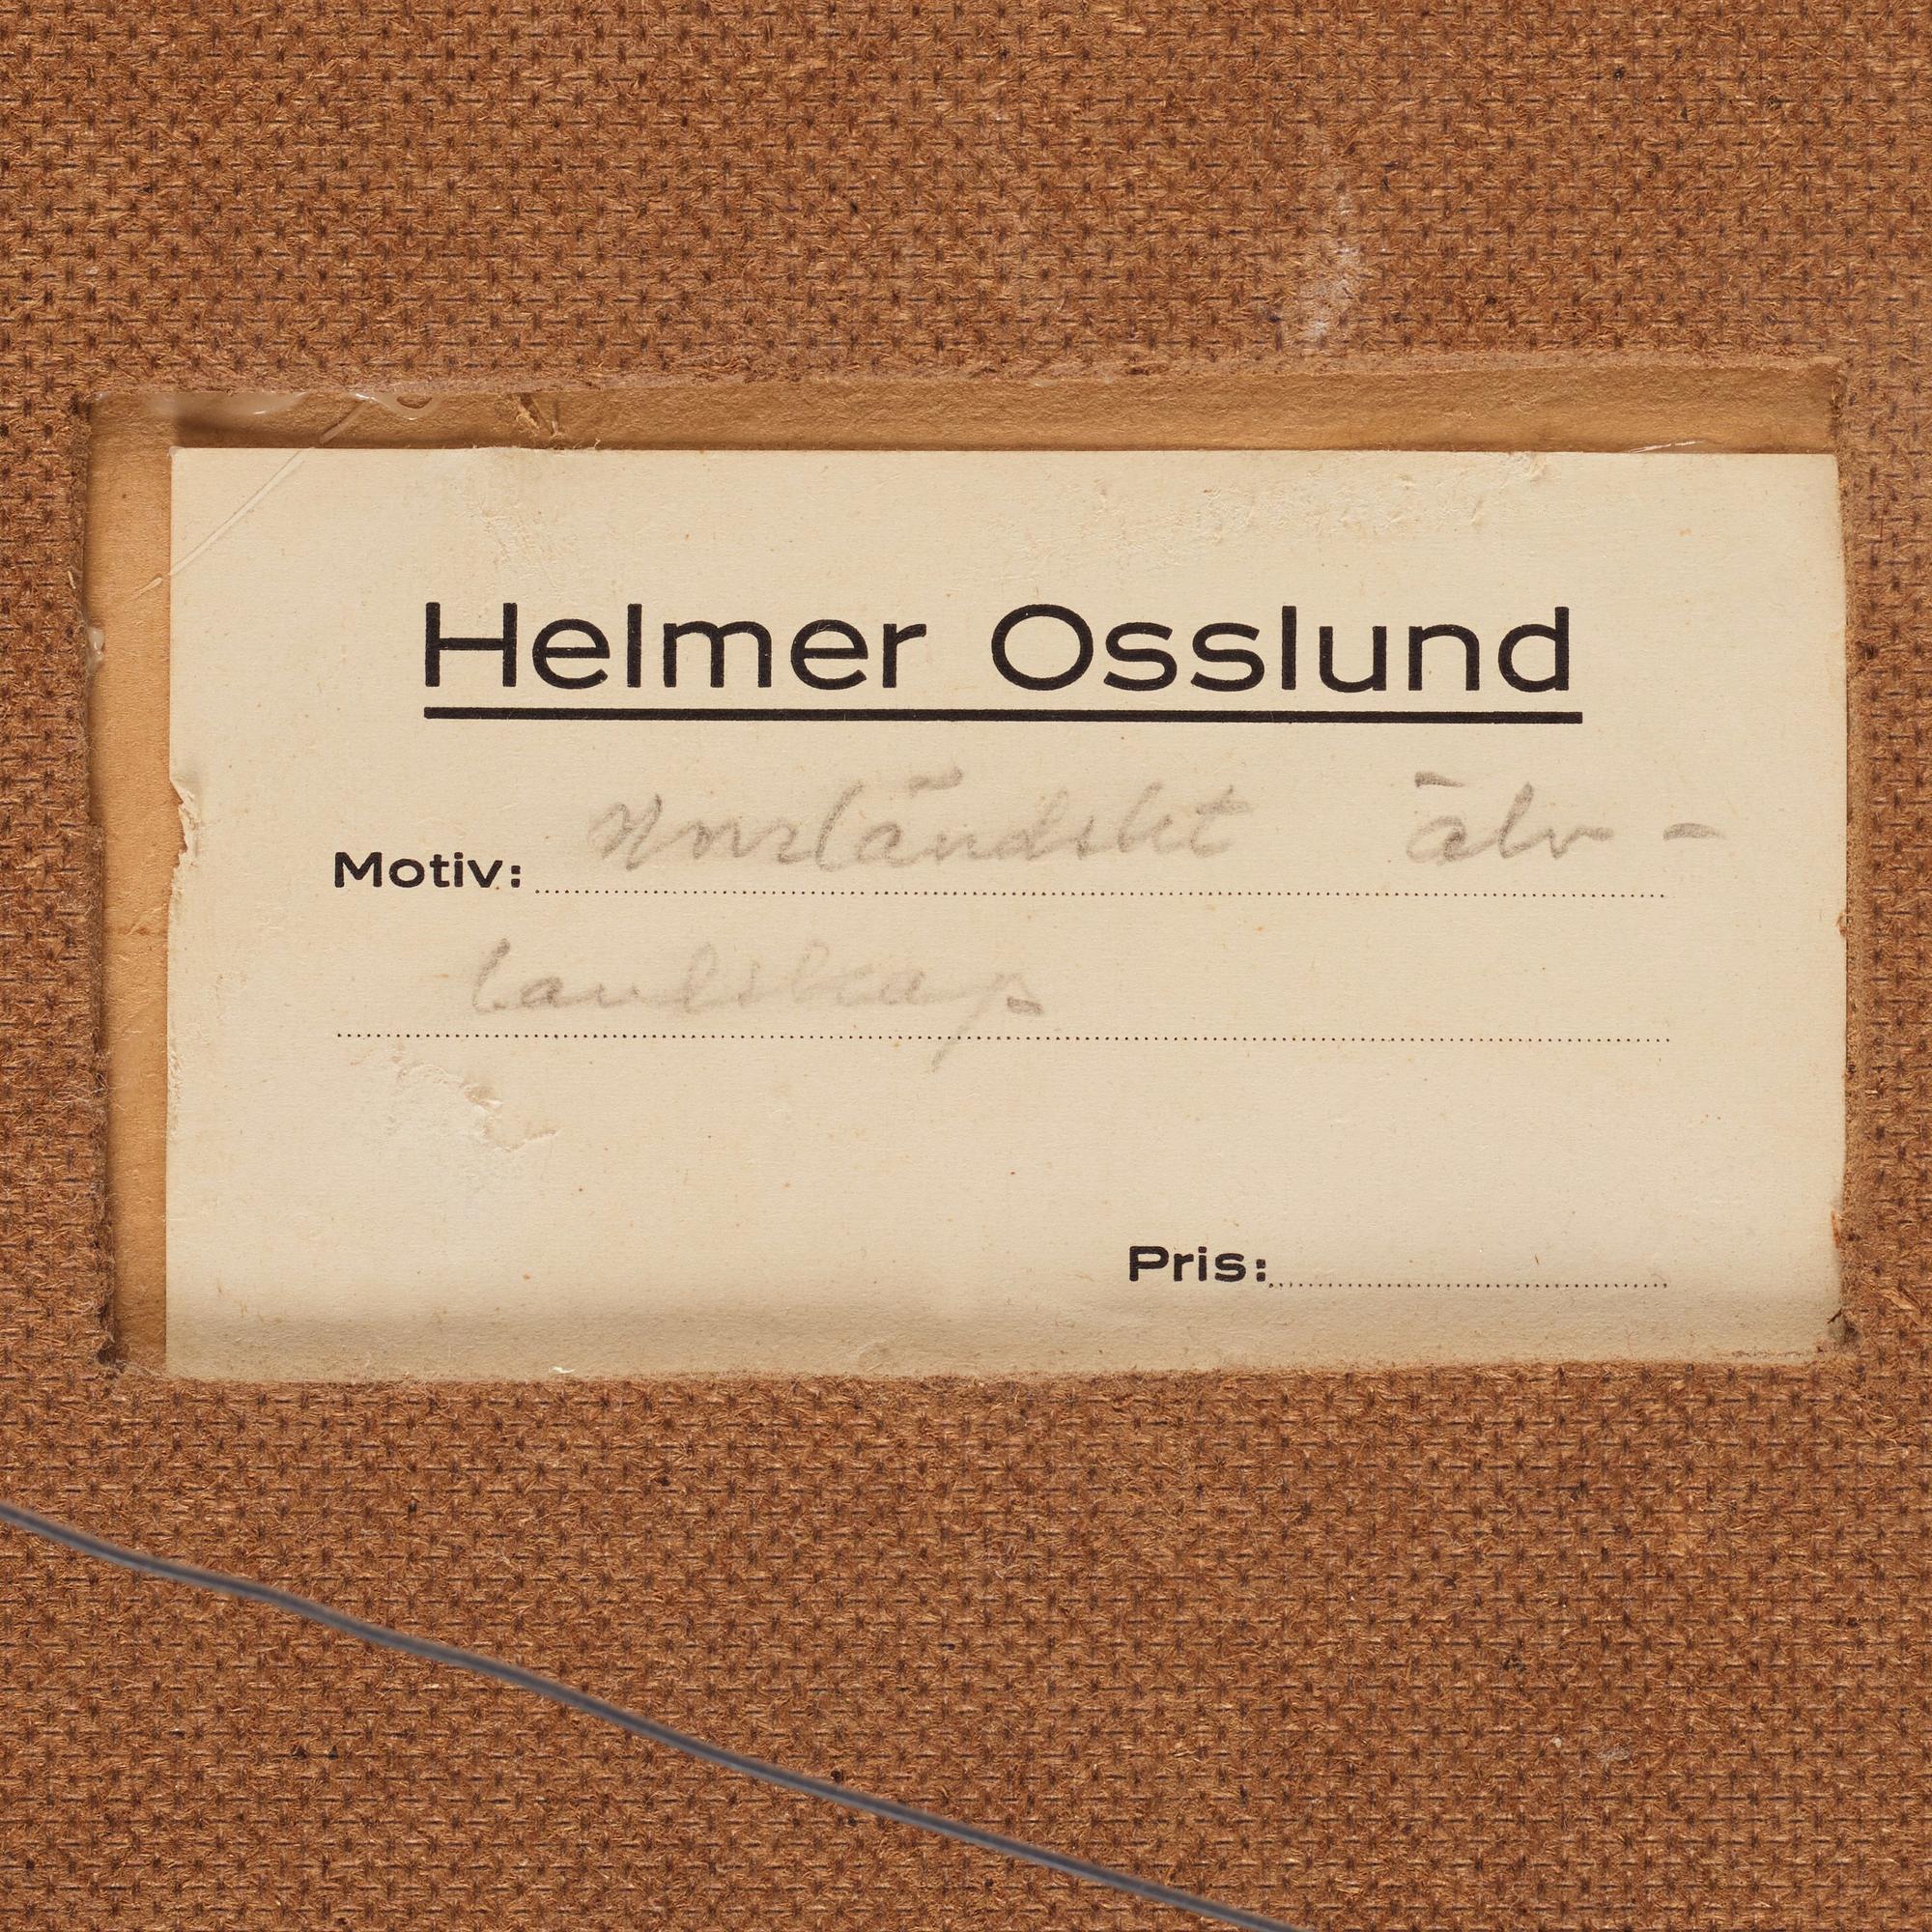 Helmer Osslund
Motiv: Norrländskt älv-
landskap
Pris: